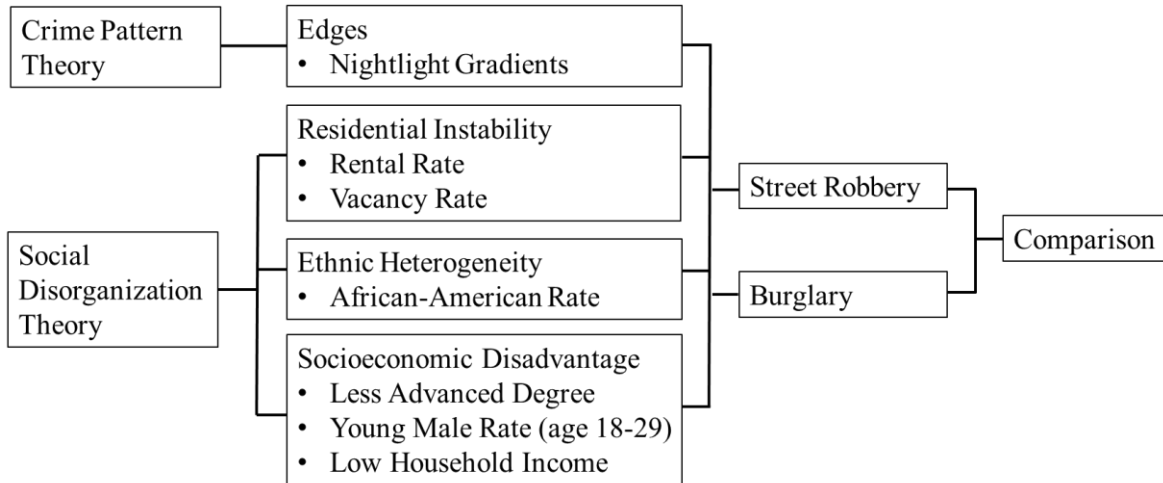 Crime Pattern
Theory
Edges
• Nightlight Gradients
Residential Instability
• Rental Rate
• Vacancy Rate
Social
Disorganization
Theory
Ethnic Heterogeneity
• African-American Rate
Socioeconomic Disadvantage
• Less Advanced Degree
• Young Male Rate (age 18-29)
• Low Household Income
Street Robbery
Burglary
Comparison